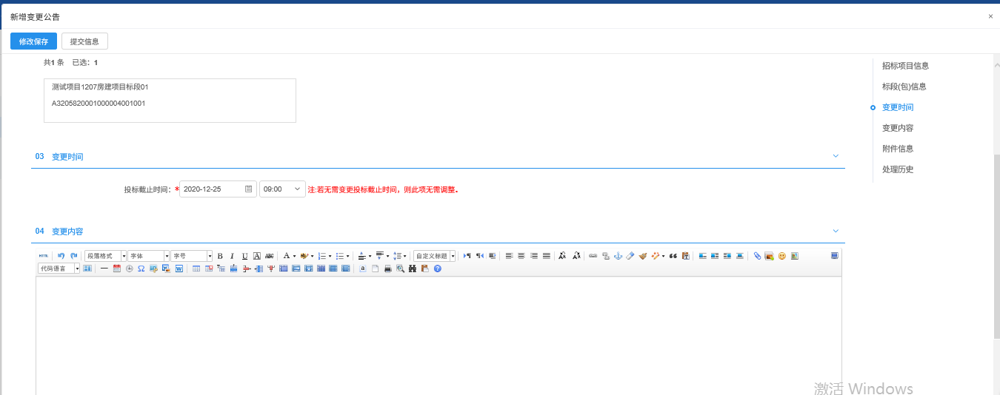 新增变更公告
×
修改保存 提交信息
共1 条 已选：1
测试项目1207房建项目标段01
A3205820001000004001001
招标项目信息
标段(包)信息
变更时间
变更内容
附件信息
处理历史
03 变更时间
投标截止时间：*2020-12-25 09:00 注:若无需变更投标截止时间，则此项无需调整。
04 变更内容
HTML 段落格式 字体 字号 B I U A ABC A 自定义标题
代码语言
激活 Windows